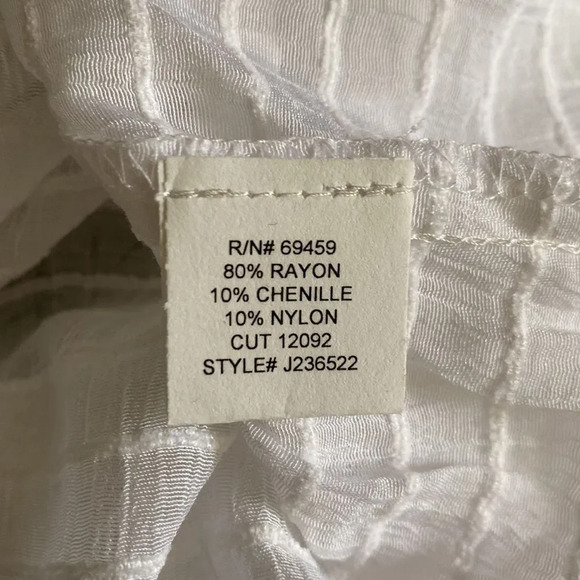 R/N# 69459
80% RAYON
10% CHENILLE
10% NYLON
CUT 12092
STYLE# J236522